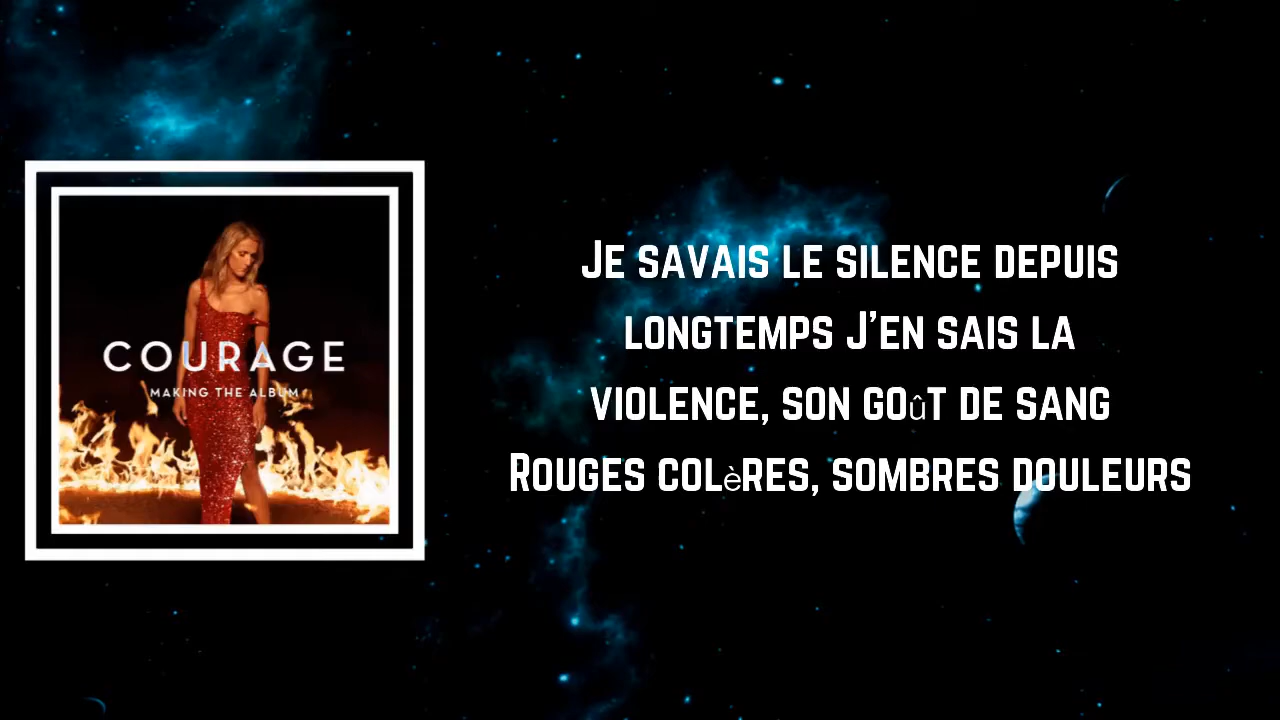 COURAGE
MAKING THE ALBUM
Je savais le silence depuis
longtemps J'en sais la
violence, son goût de sang
Rouges colères, sombres douleurs